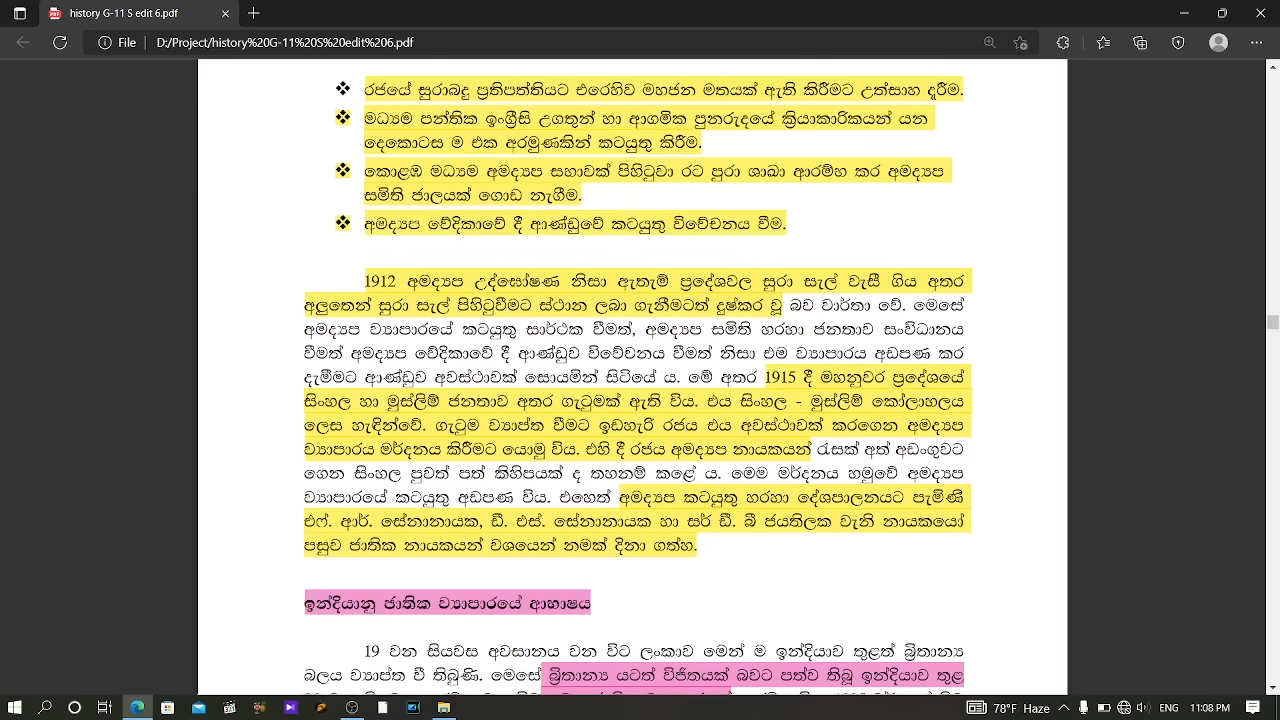 history G-11 S edit 6.pdf
File D:/Project/history%20G-11%20S%20edit%206.pdf
❖ රජයේ සුරාබදු ප්‍රතිපත්තියට එරෙහිව මහජන මතයක් ඇති කිරීමට උත්සාහ දැරීම.
❖ මධ්‍යම පන්තික ඉංග්‍රීසි උගතුන් හා ආගමික පුනරුදයේ ක්‍රියාකාරිකයන් යන
දෙකොටස ම එක අරමුණකින් කටයුතු කිරීම.
❖ කොළඹ මධ්‍යම අමද්‍යප සභාවක් පිහිටුවා රට පුරා ශාඛා ආරම්භ කර අමද්‍යප
සමිති ජාලයක් ගොඩ නැගීම.
❖ අමද්‍යප වේදිකාවේ දී ආණ්ඩුවේ කටයුතු විවේචනය වීම.
1912 අමද්‍යප උද්ඝෝෂණ නිසා ඇතැම් ප්‍රදේශවල සුරා සැල් වැසී ගිය අතර
අලුතෙන් සුරා සැල් පිහිටුවීමට ස්ථාන ලබා ගැනීමටත් දුෂ්කර වූ බව වාර්තා වේ. මෙසේ
අමද්‍යප ව්‍යාපාරයේ කටයුතු සාර්ථක වීමත්, අමද්‍යප සමිති හරහා ජනතාව සංවිධානය
වීමත් අමද්‍යප වේදිකාවේ දී ආණ්ඩුව විවේචනය වීමත් නිසා එම ව්‍යාපාරය අඩපණ කර
දැමීමට ආණ්ඩුව අවස්ථාවක් සොයමින් සිටියේ ය. මේ අතර 1915 දී මහනුවර ප්‍රදේශයේ
සිංහල හා මුස්ලිම් ජනතාව අතර ගැටුමක් ඇති විය. එය සිංහල - මුස්ලිම් කෝලාහලය
ලෙස හැඳින්වේ. ගැටුම ව්‍යාප්ත වීමට ඉඩහැරි රජය එය අවස්ථාවක් කරගෙන අමද්‍යප
ව්‍යාපාරය මර්දනය කිරීමට යොමු විය. එහි දී රජය අමද්‍යප නායකයන් රැසක් අත් අඩංගුවට
ගෙන සිංහල පුවත් පත් කිහිපයක් ද තහනම් කළේ ය. මෙම මර්දනය හමුවේ අමද්‍යප
ව්‍යාපාරයේ කටයුතු අඩපණ විය. එහෙත් අමද්‍යප කටයුතු හරහා දේශපාලනයට පැමිණි
එෆ්. ආර්. සේනානායක, ඩී. එස්. සේනානායක හා සර් ඩී. බී ජයතිලක වැනි නායකයෝ
පසුව ජාතික නායකයන් වශයෙන් නමක් දිනා ගත්හ.
ඉන්දියානු ජාතික ව්‍යාපාරයේ ආභාෂය
19 වන සියවස අවසානය වන විට ලංකාව මෙන් ම ඉන්දියාව තුළත් බ්‍රිතාන්‍ය
බලය ව්‍යාප්ත වී තිබුණි. මෙසේ බ්‍රිතාන්‍ය යටත් විජිතයක් බවට පත්ව තිබූ ඉන්දියාව තුළ
78°F Haze ENG 11:08 PM